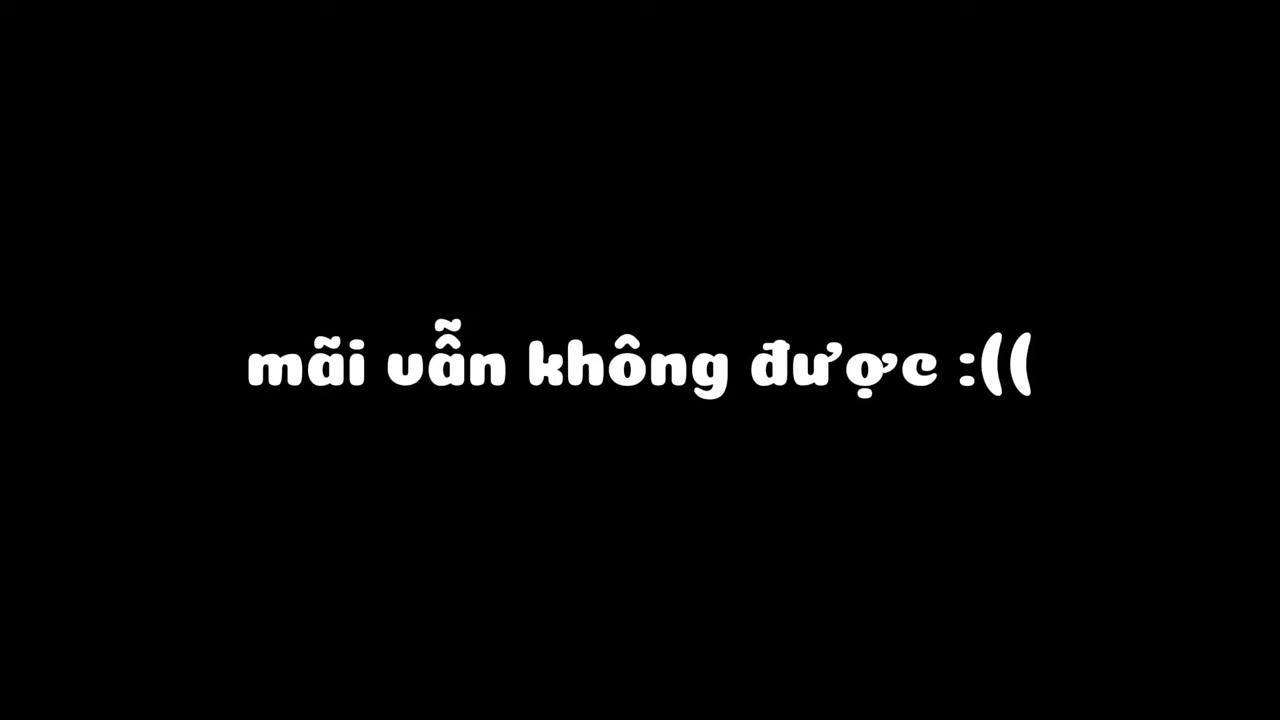 mãi vẫn không được :((